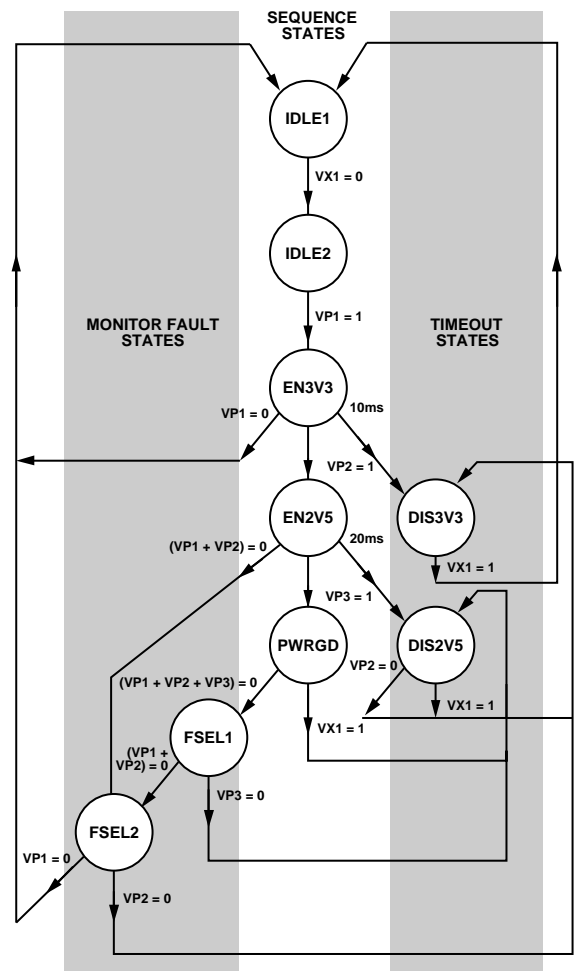 SEQUENCE
STATES
IDLE1
VX1 = 0
IDLE2
VP1 = 1
MONITOR FAULT
STATES
TIMEOUT
STATES
EN3V3
VP1 = 0
10ms
VP2 = 1
EN2V5
DIS3V3
(VP1 + VP2) = 0
20ms
VX1 = 1
VP3 = 1
PWRGD
DIS2V5
VP2 = 0
(VP1 + VP2 + VP3) = 0
VX1 = 1
VX1 = 1
FSEL1
(VP1 +
VP2) = 0
VP3 = 0
FSEL2
VP1 = 0
VP2 = 0